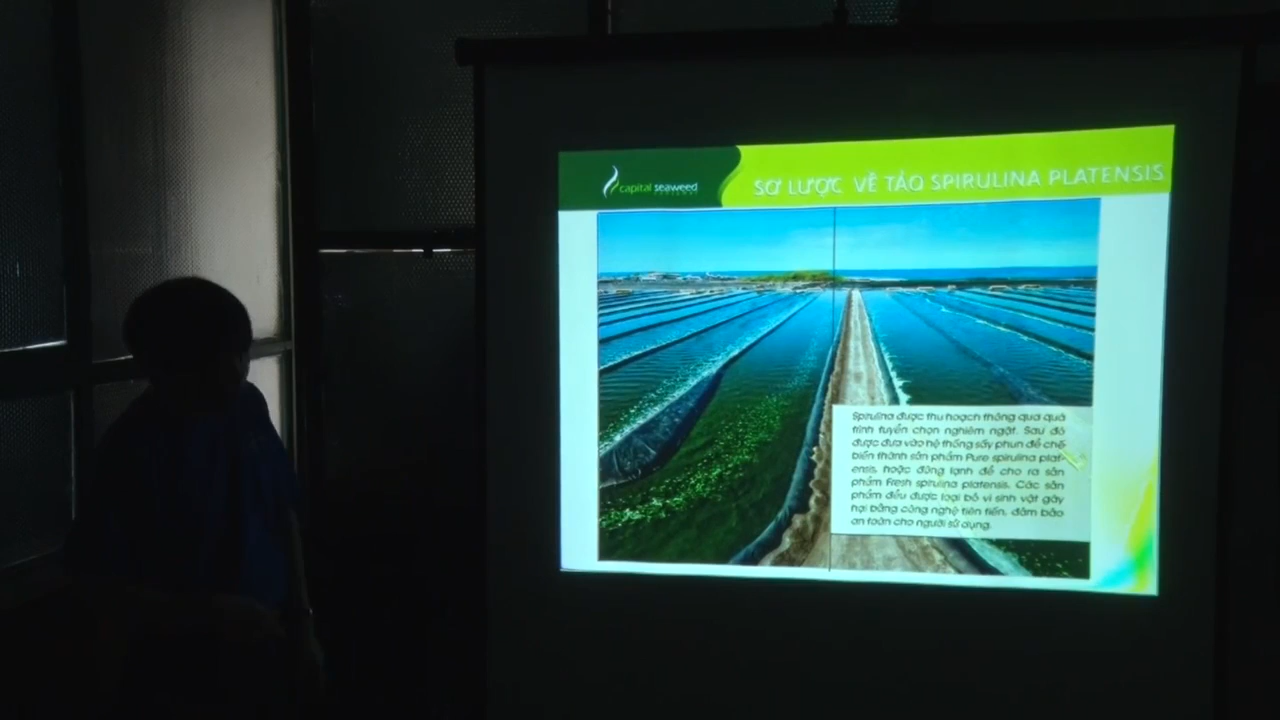 capital seaweed
SƠ LƯỢC VỀ TẢO SPIRULINA PLATENSIS
Spirulina được thu hoạch thông qua quá
trình tuyển chọn nghiêm ngặt. Sau đó
được đưa vào hệ thống sấy phun để chế
biến thành sản phẩm Pure spirulina plat-
ensis, hoặc đông lạnh để cho ra sản
phẩm Fresh spirulina platensis. Các sản
phẩm đều được loại bỏ vi sinh vật gây
hại bằng công nghệ tiên tiến, đảm bảo
an toàn cho người sử dụng.